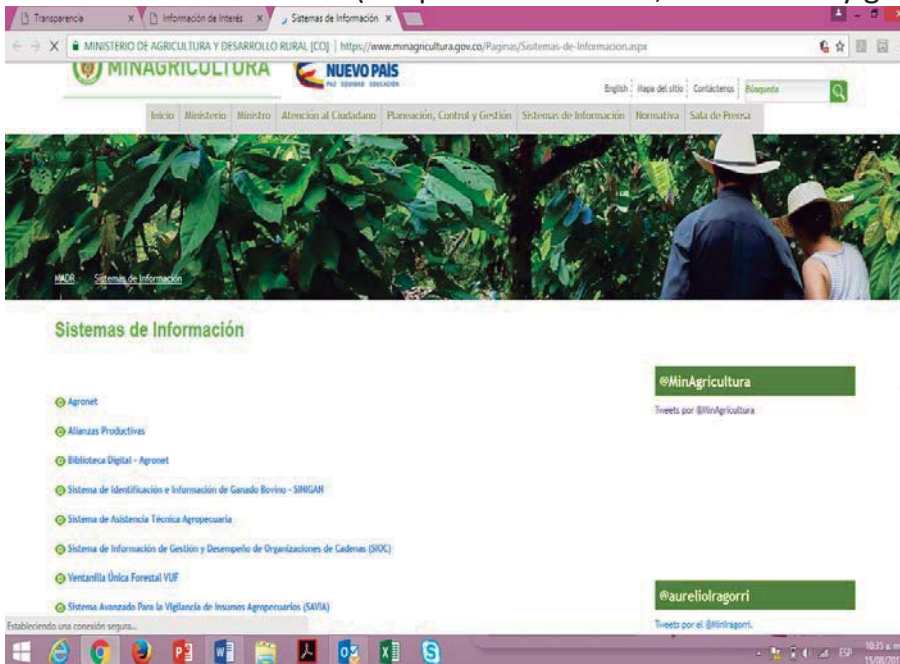 Transparencia
Información de Interés
Sistemas de Información
MINISTERIO DE AGRICULTURA Y DESARROLLO RURAL [CO]
https://www.minagricultura.gov.co/Paginas/Sistemas-de-Informacion.aspx
MINAGRICULTURA
NUEVO PAÍS
PAZ EQUIDAD EDUCACIÓN
English
Mapa del sitio
Contáctenos
Búsqueda
Inicio Ministerio Ministro Atención al Ciudadano Planeación, Control y Gestión Sistemas de Información Normativa Sala de Prensa
MADR Sistemas de Información
Sistemas de Información
@MinAgricultura
Tweets por @MinAgricultura
Agronet
Alianzas Productivas
Biblioteca Digital - Agronet
Sistema de Identificación e Información de Ganado Bovino - SINIGAN
Sistema de Asistencia Técnica Agropecuaria
Sistema de Información de Gestión y Desempeño de Organizaciones de Cadenas (SIOC)
Ventanilla Única Forestal VUF
Sistema Avanzado Para la Vigilancia de Insumos Agropecuarios (SAVIA)
@aurelioIragorri
Tweets por el @MinIragorri.
Estableciendo una conexión segura...
ESP
10:35 a. m.